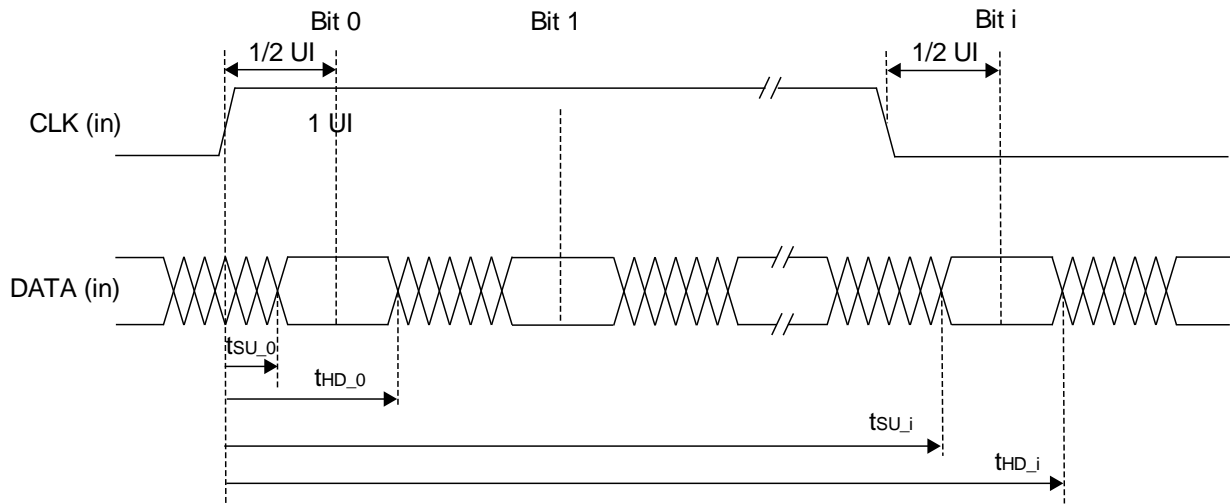 Bit 0
Bit 1
Bit i
1/2 UI
1/2 UI
CLK (in)
1 UI
DATA (in)
tSU_0
tHD_0
tSU_i
tHD_i